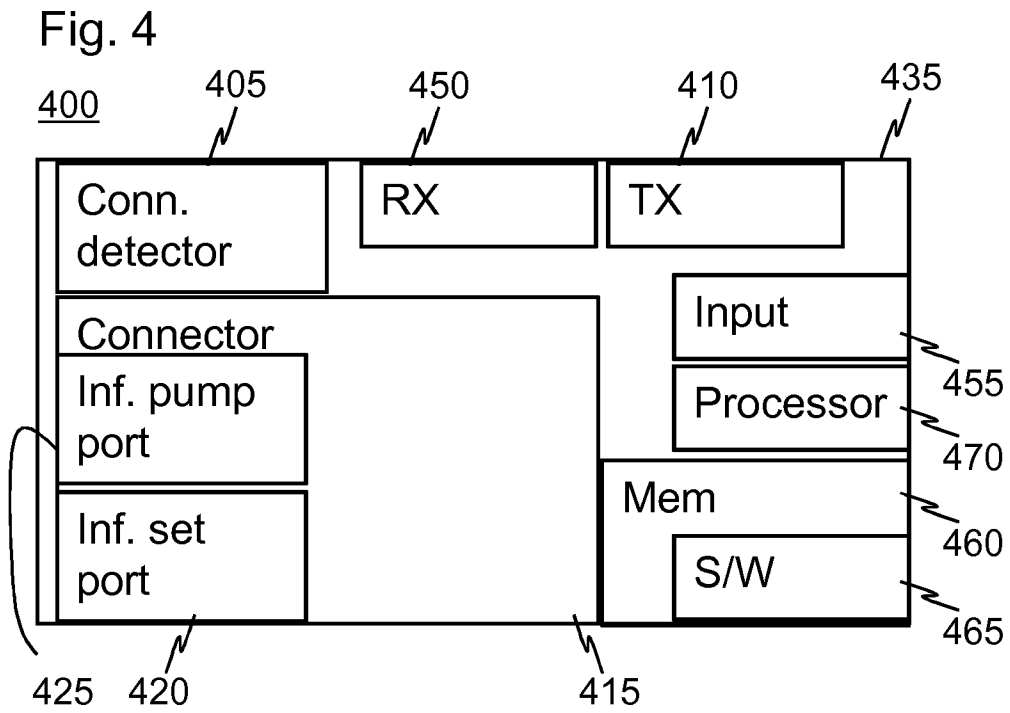 Fig. 4
400
405
450
410
435
Conn.
detector
RX
TX
Input
455
Connector
Inf. pump
port
Processor
470
Mem
460
Inf. set
port
S/W
465
425
420
415